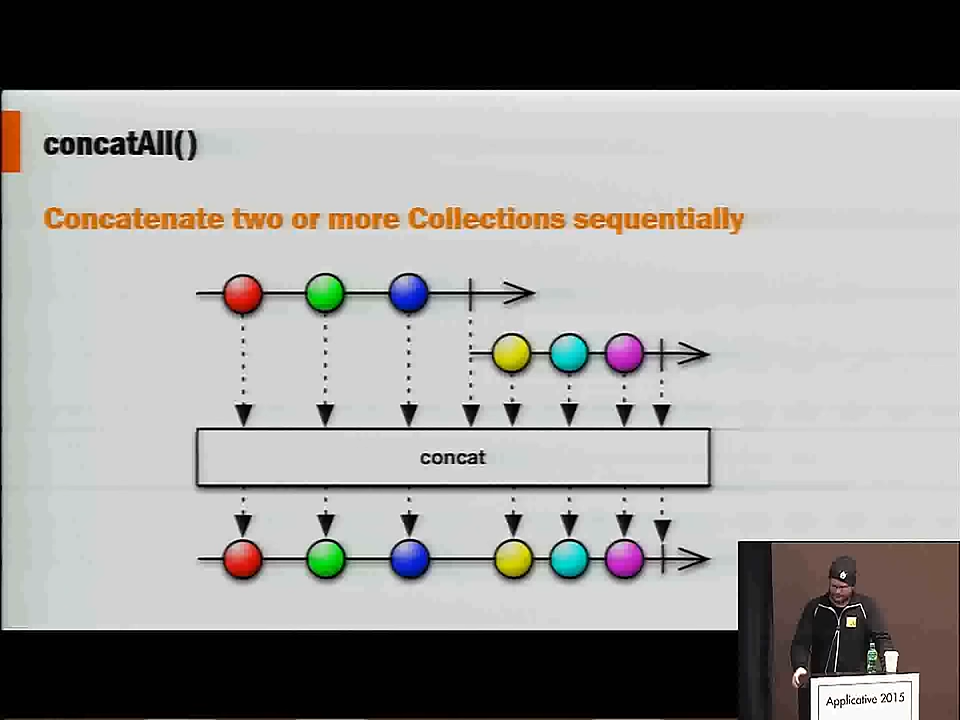 concatAll()
Concatenate two or more Collections sequentially
concat
Applicative 2015